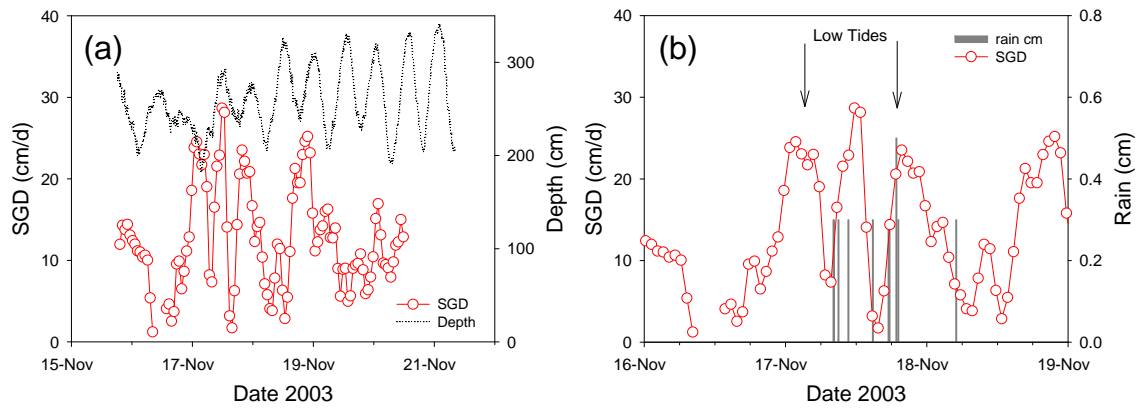 (a)
SGD (cm/d)
40
30
20
10
0
Depth (cm)
300
200
100
0
SGD
Depth
15-Nov 17-Nov 19-Nov 21-Nov
Date 2003
(b)
Low Tides
rain cm
SGD
SGD (cm/d)
40
30
20
10
0
Rain (cm)
0.8
0.6
0.4
0.2
0.0
16-Nov 17-Nov 18-Nov 19-Nov
Date 2003